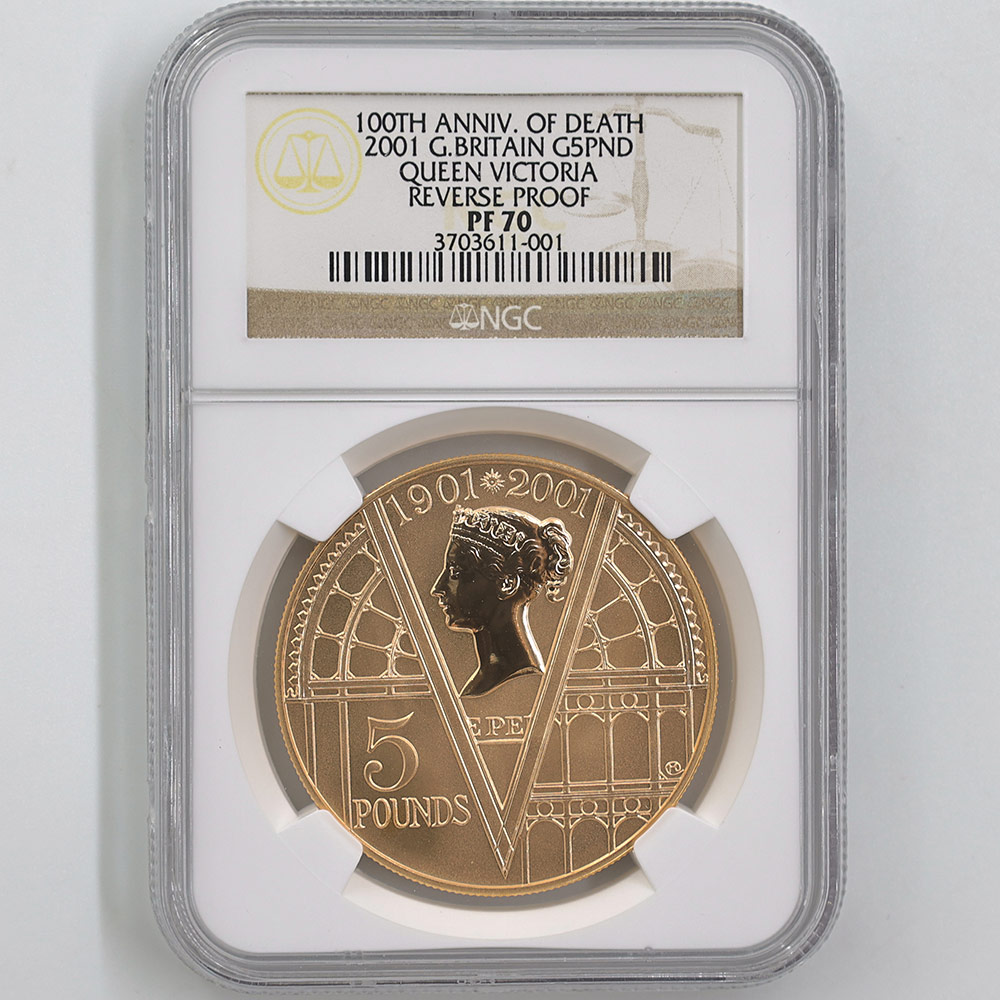 100TH ANNIV. OF DEATH
2001 G.BRITAIN G5PND
QUEEN VICTORIA
REVERSE PROOF
PF 70
3703611-001
NGC
1901 2001
E PE
5
POUNDS